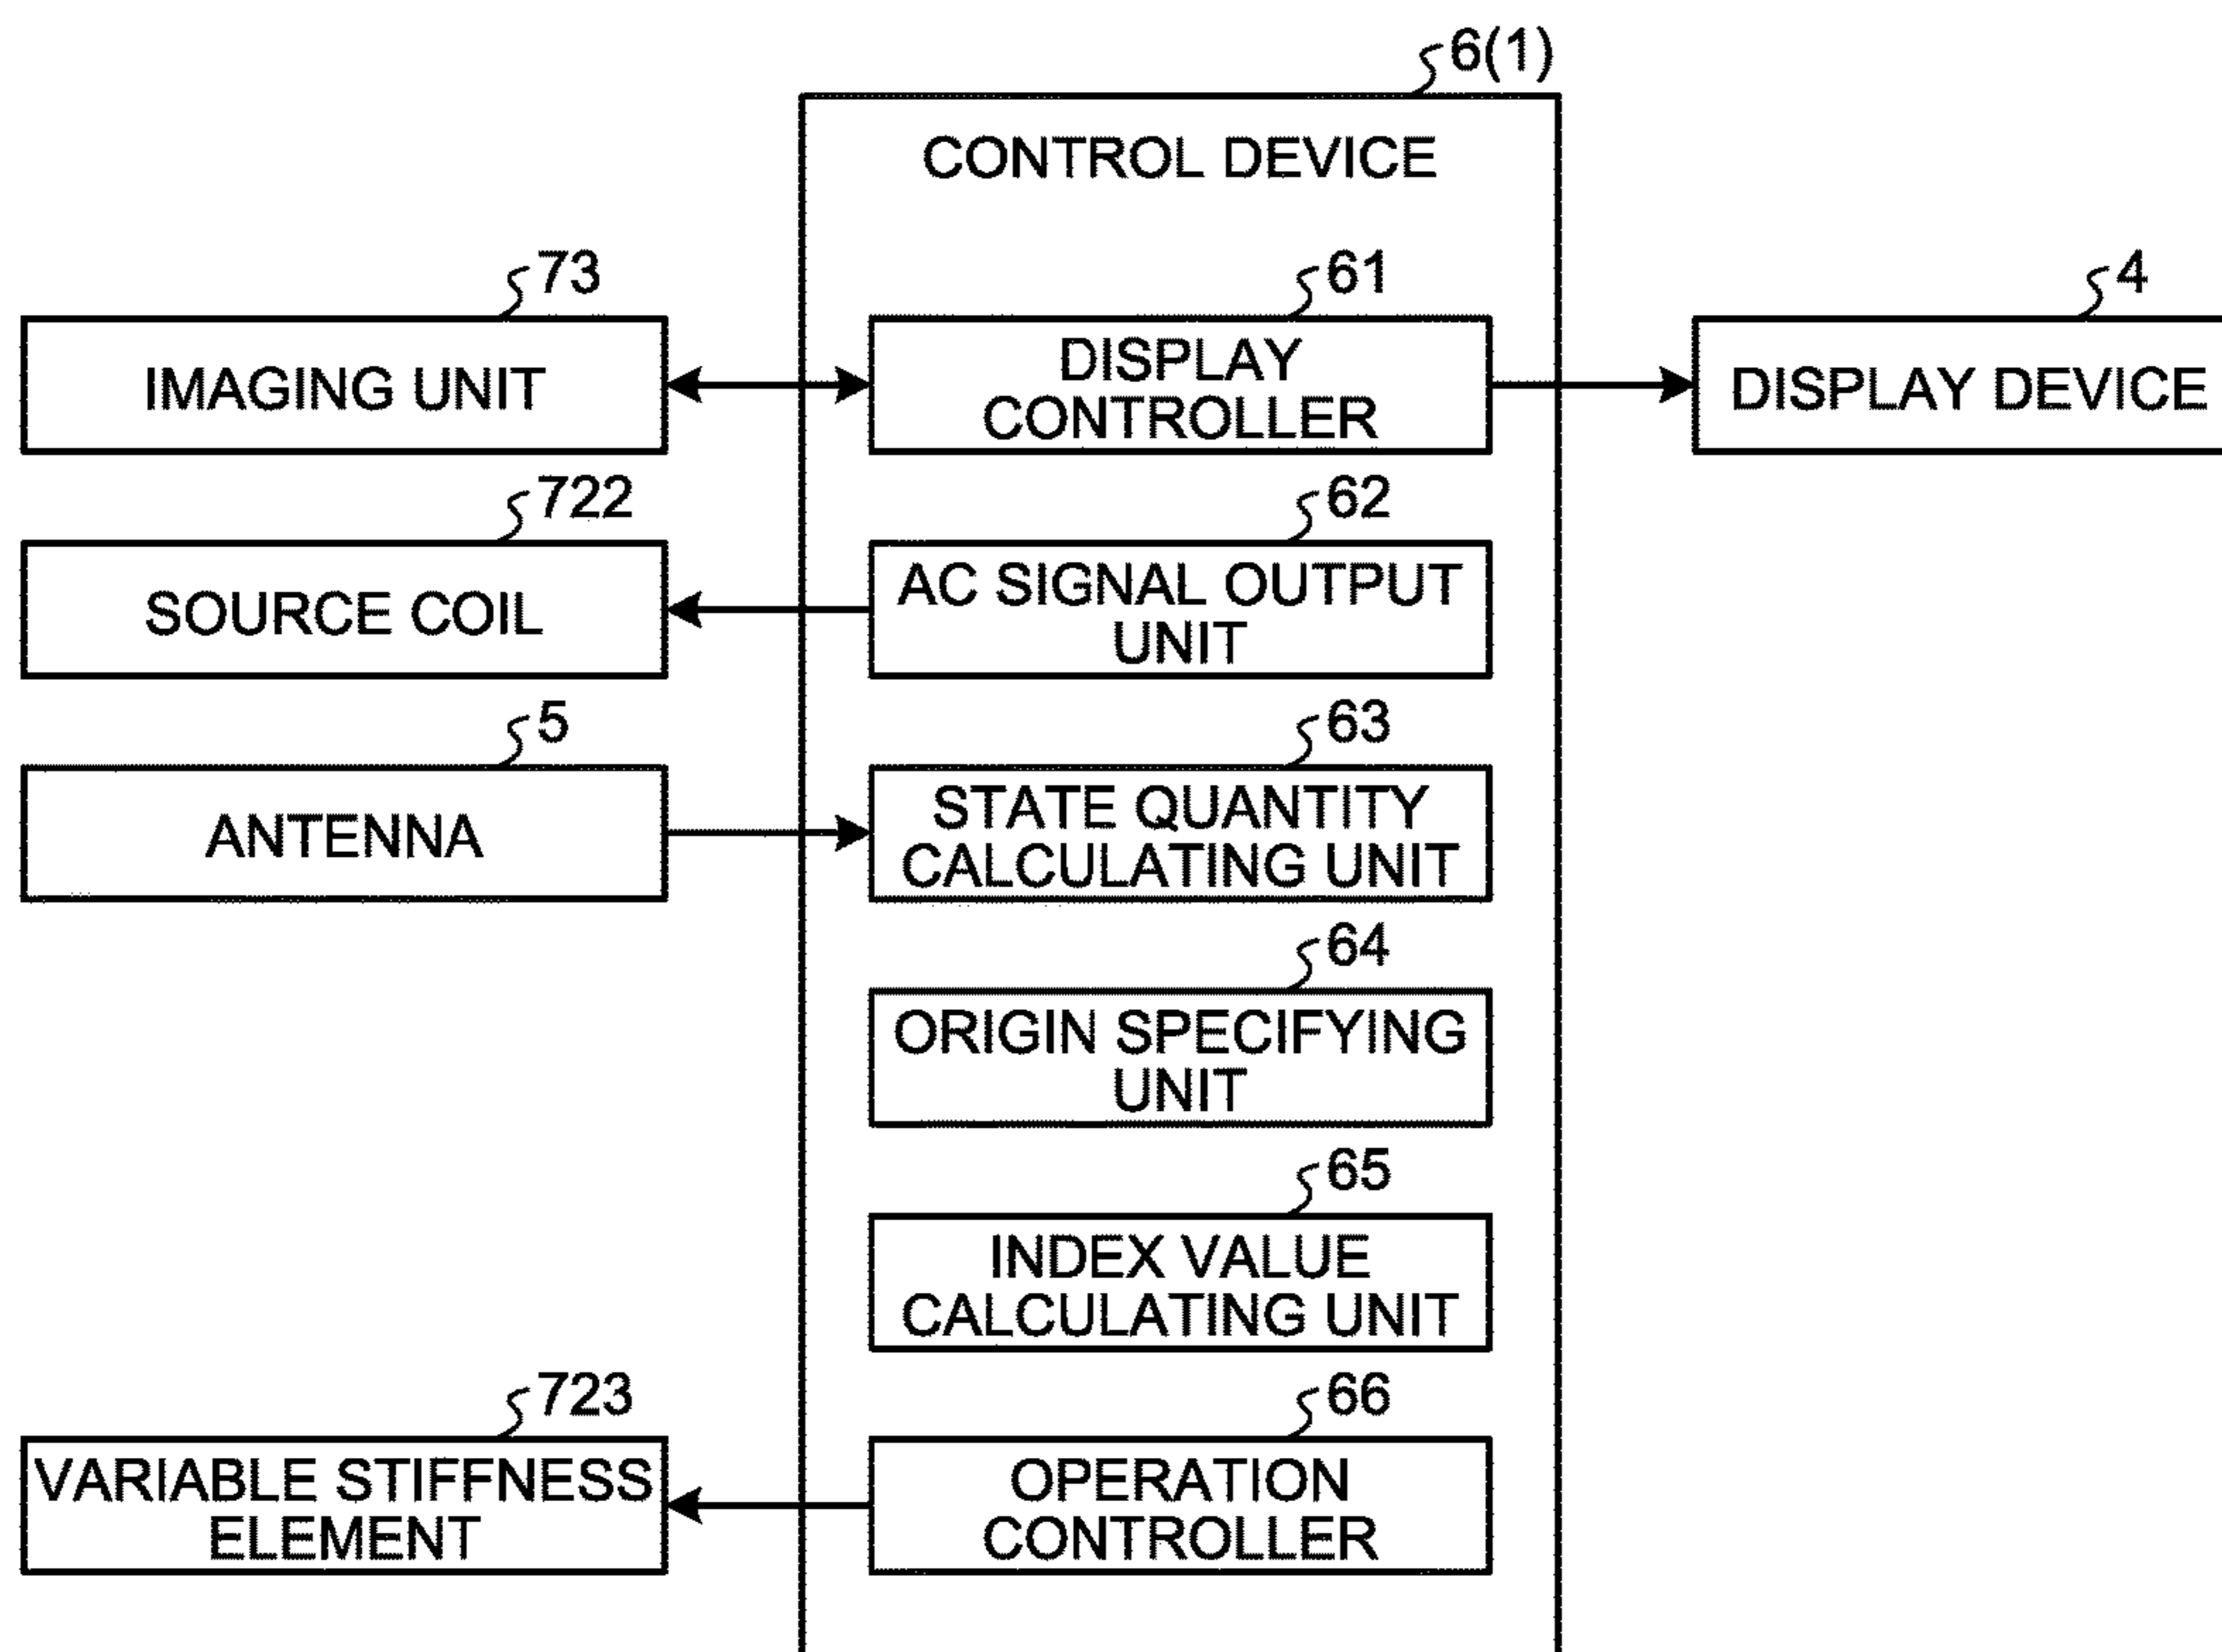 6(1)
CONTROL DEVICE
73
IMAGING UNIT
61
DISPLAY
CONTROLLER
4
DISPLAY DEVICE
722
SOURCE COIL
62
AC SIGNAL OUTPUT
UNIT
5
ANTENNA
63
STATE QUANTITY
CALCULATING UNIT
64
ORIGIN SPECIFYING
UNIT
65
INDEX VALUE
CALCULATING UNIT
723
VARIABLE STIFFNESS
ELEMENT
66
OPERATION
CONTROLLER